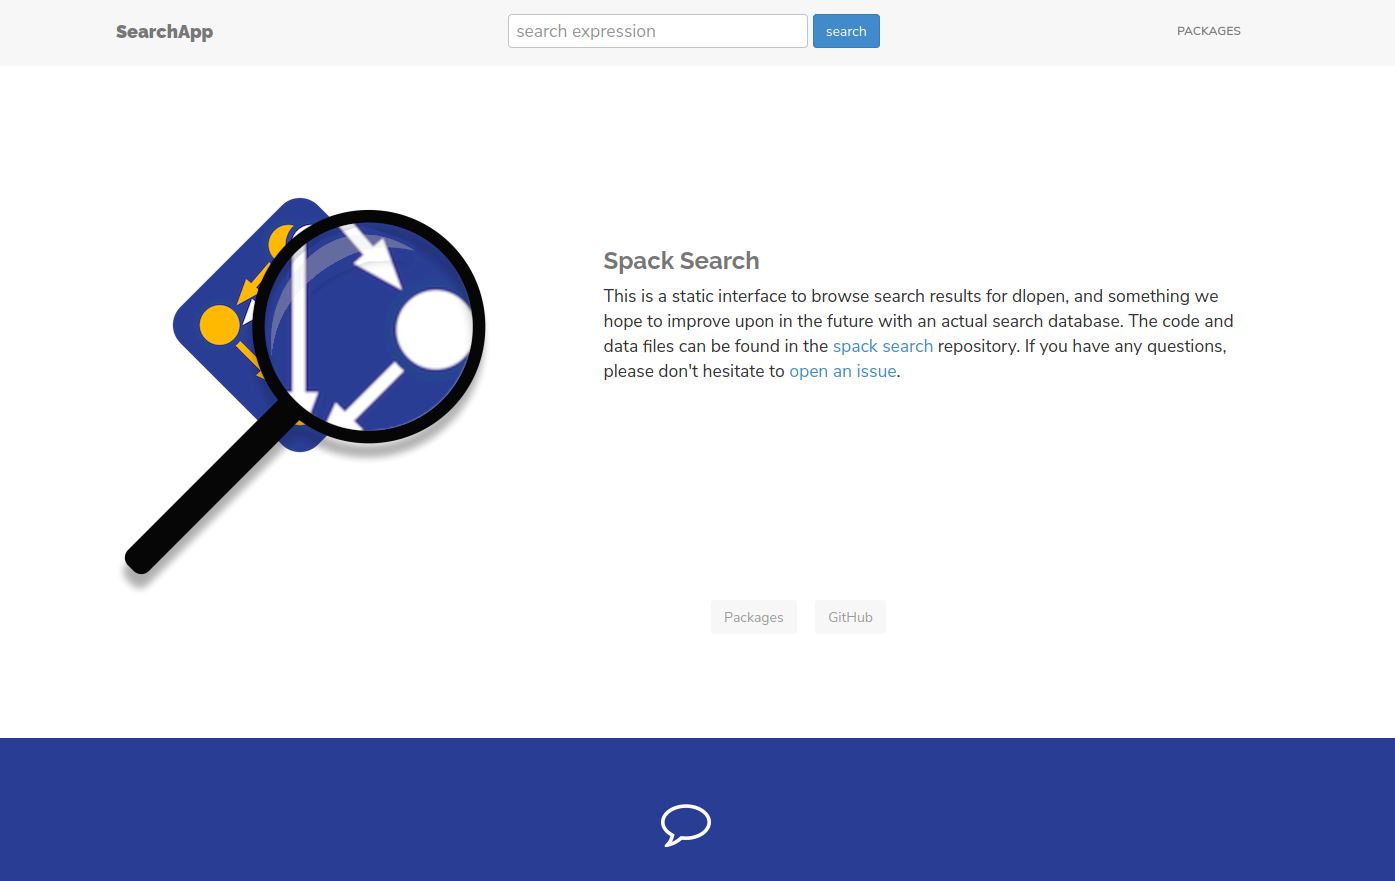 SearchApp
search expression
search
PACKAGES
Spack Search
This is a static interface to browse search results for dlopen, and something we
hope to improve upon in the future with an actual search database. The code and
data files can be found in the spack search repository. If you have any questions,
please don't hesitate to open an issue.
Packages
GitHub